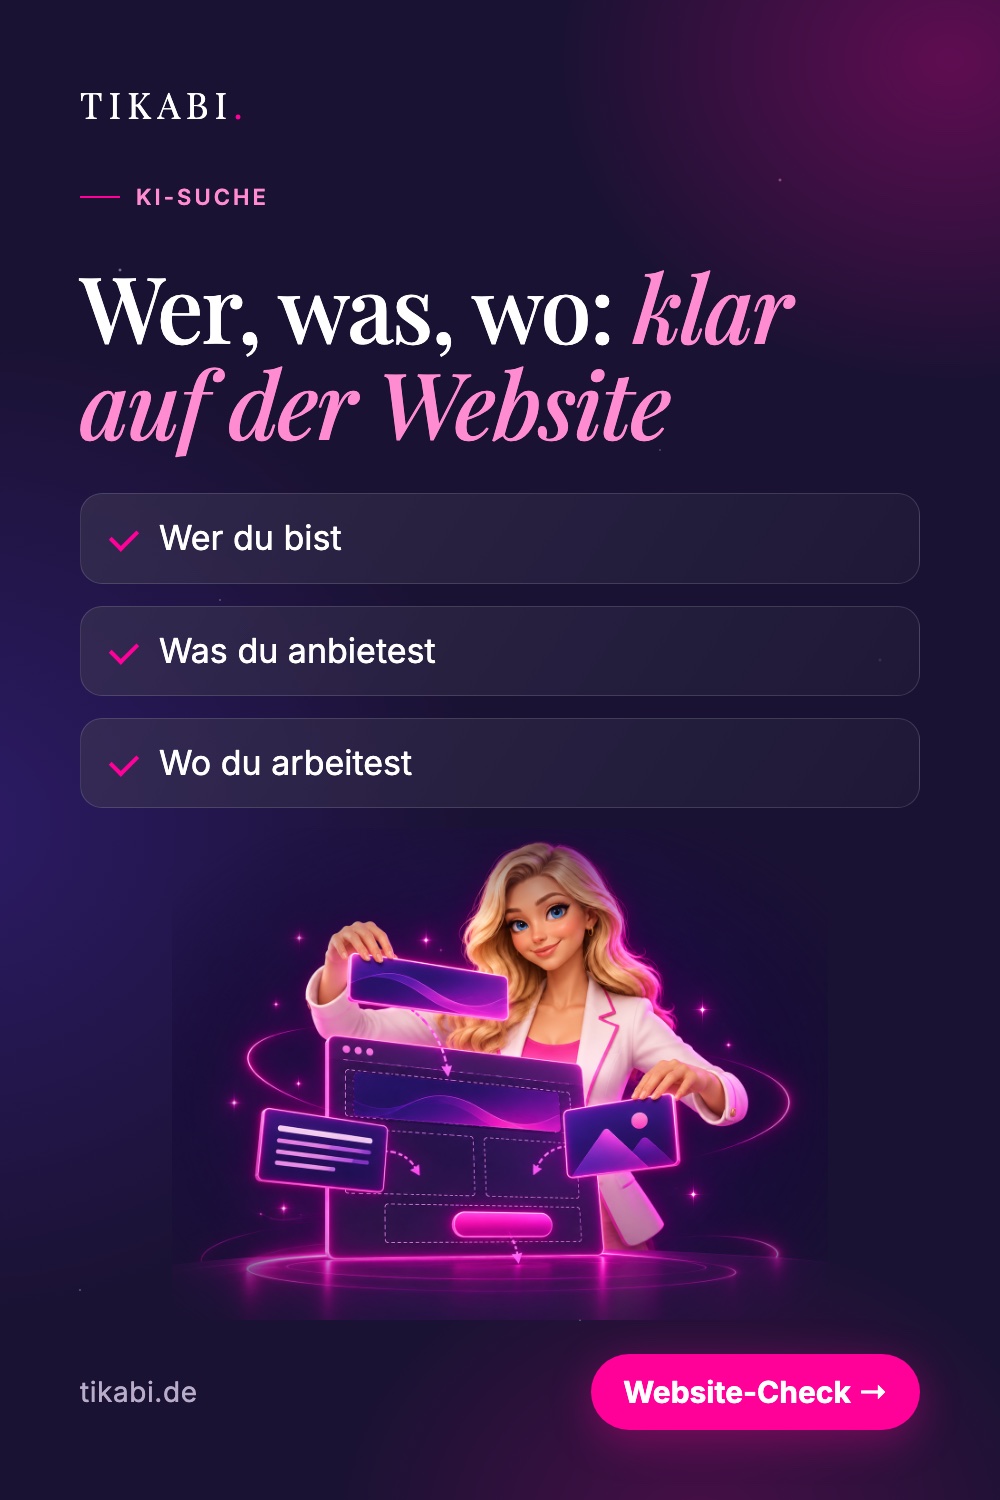 TIKABI.
KI-SUCHE
Wer, was, wo: klar
auf der Website
Wer du bist
Was du anbietest
Wo du arbeitest
tikabi.de
Website-Check →